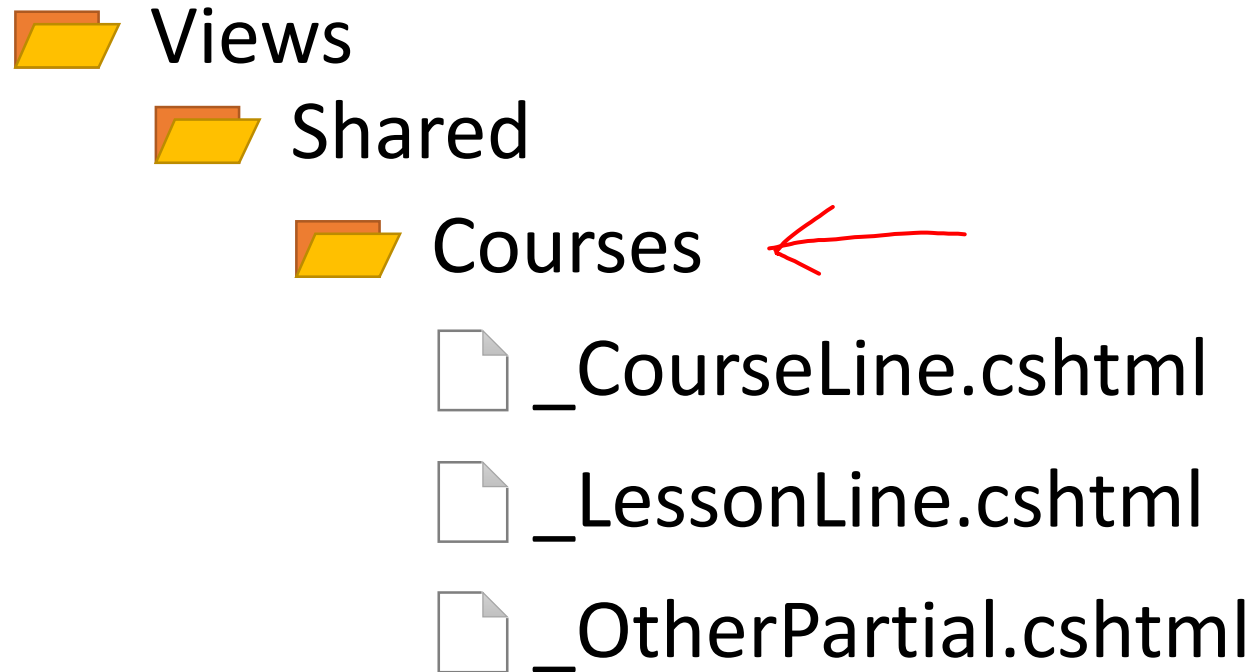 Views
Shared
Courses
_CourseLine.cshtml
_LessonLine.cshtml
_OtherPartial.cshtml